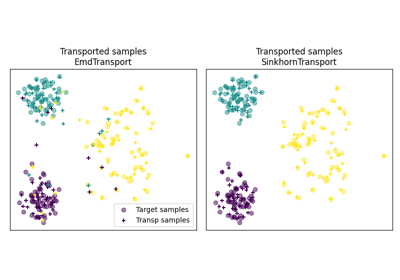 Transported samples
EmdTransport
Transported samples
SinkhornTransport
Target samples
Transp samples